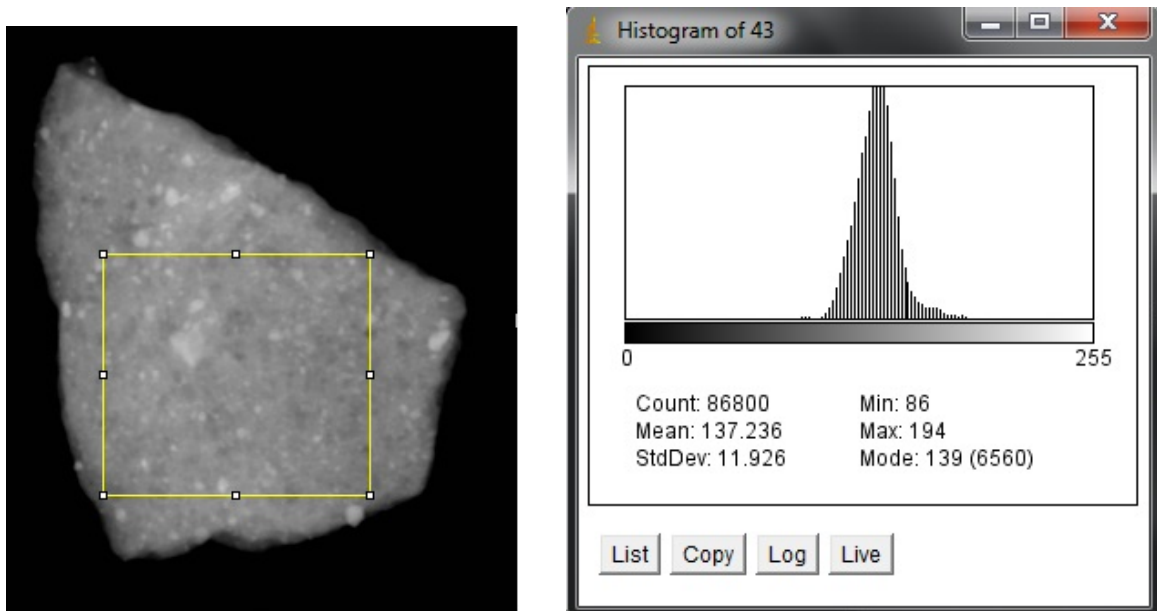 Histogram of 43
0 255
Count: 86800 Min: 86
Mean: 137.236 Max: 194
StdDev: 11.926 Mode: 139 (6560)
List Copy Log Live